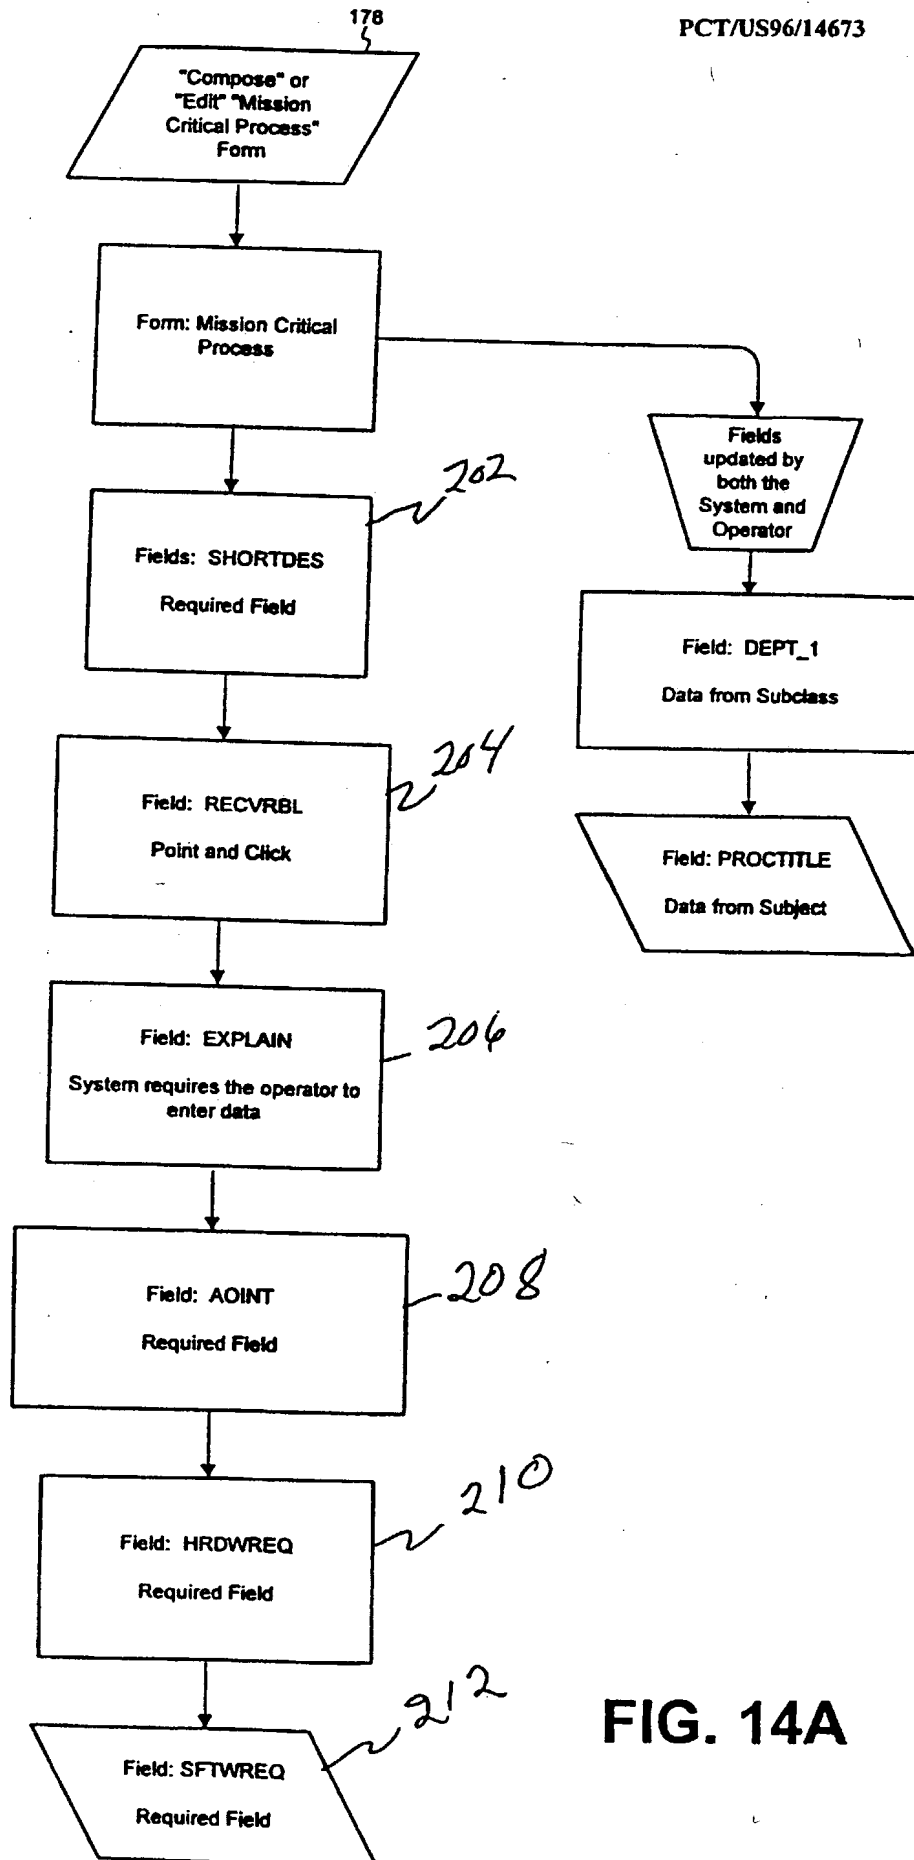 178
PCT/US96/14673
"Compose" or
"Edit" "Mission
Critical Process"
Form
Form: Mission Critical
Process
Fields
updated by
both the
System and
Operator
202
Fields: SHORTDES
Required Field
Field: DEPT_1
Data from Subclass
204
Field: RECVRBL
Point and Click
Field: PROCTITLE
Data from Subject
206
Field: EXPLAIN
System requires the operator to
enter data
208
Field: AOINT
Required Field
210
Field: HRDWREQ
Required Field
212
Field: SFTWREQ
Required Field
FIG. 14A